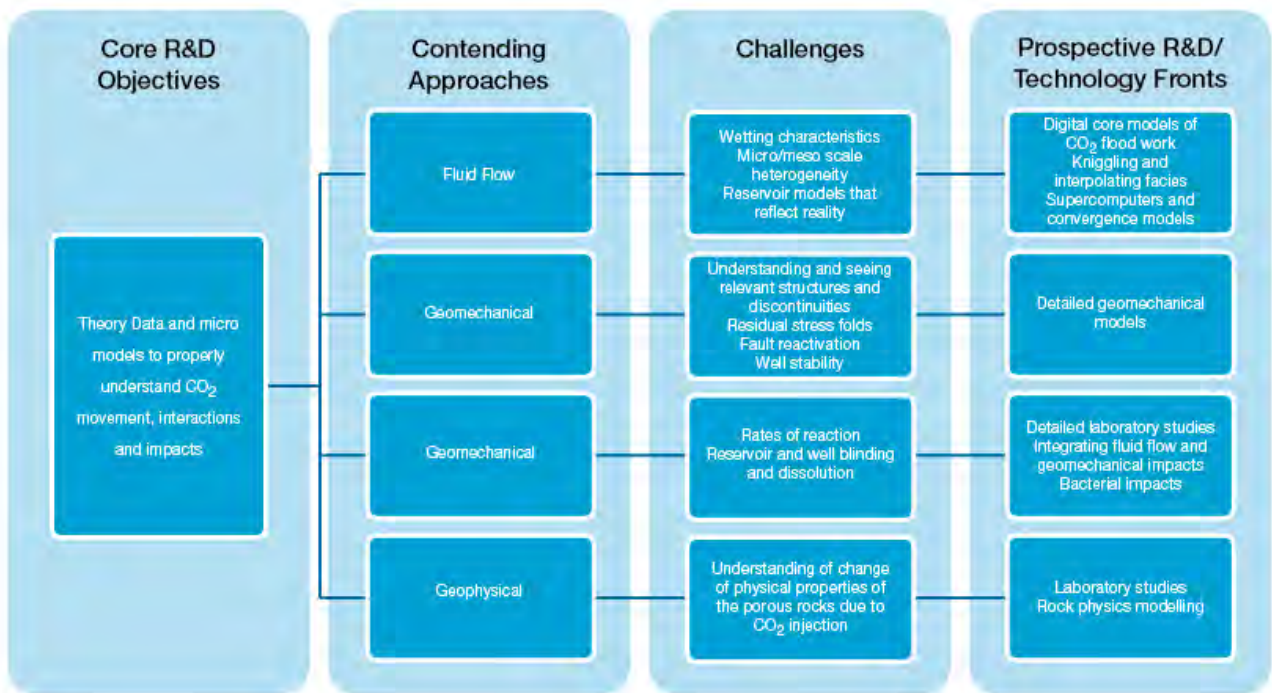 Core R&D
Objectives
Contending
Approaches
Challenges
Prospective R&D/
Technology Fronts
Theory Data and micro
models to properly
understand CO2
movement, interactions
and impacts
Fluid Flow
Wetting characteristics
Micro/meso scale
heterogeneity
Reservoir models that
reflect reality
Digital core models of
CO2 flood work
Kniggling and
interpolating facies
Supercomputers and
convergence models
Geomechanical
Understanding and seeing
relevant structures and
discontinuities
Residual stress folds
Fault reactivation
Well stability
Detailed geomechanical
models
Geomechanical
Rates of reaction
Reservoir and well blinding
and dissolution
Detailed laboratory studies
Integrating fluid flow and
geomechanical impacts
Bacterial impacts
Geophysical
Understanding of change
of physical properties of
the porous rocks due to
CO2 injection
Laboratory studies
Rock physics modelling